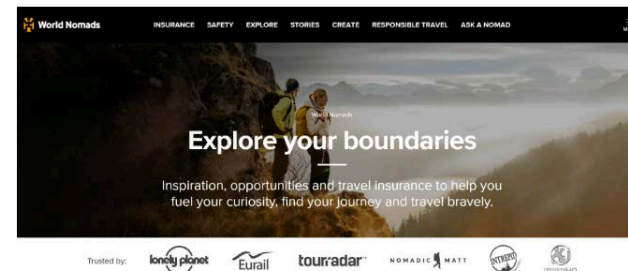 World Nomads
INSURANCE SAFETY EXPLORE STORIES CREATE RESPONSIBLE TRAVEL ASK A NOMAD
World Nomads
Explore your boundaries
Inspiration, opportunities and travel insurance to help you
fuel your curiosity, find your journey and travel bravely.
Trusted by: lonely planet Eurail tourradar NOMADIC MATT INTREPID